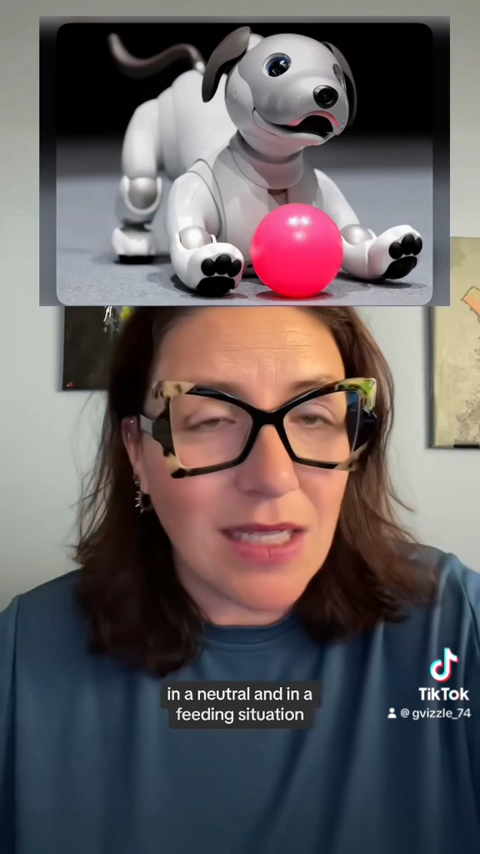 in a neutral and in a
feeding situation
TikTok
@ gvizzle_74